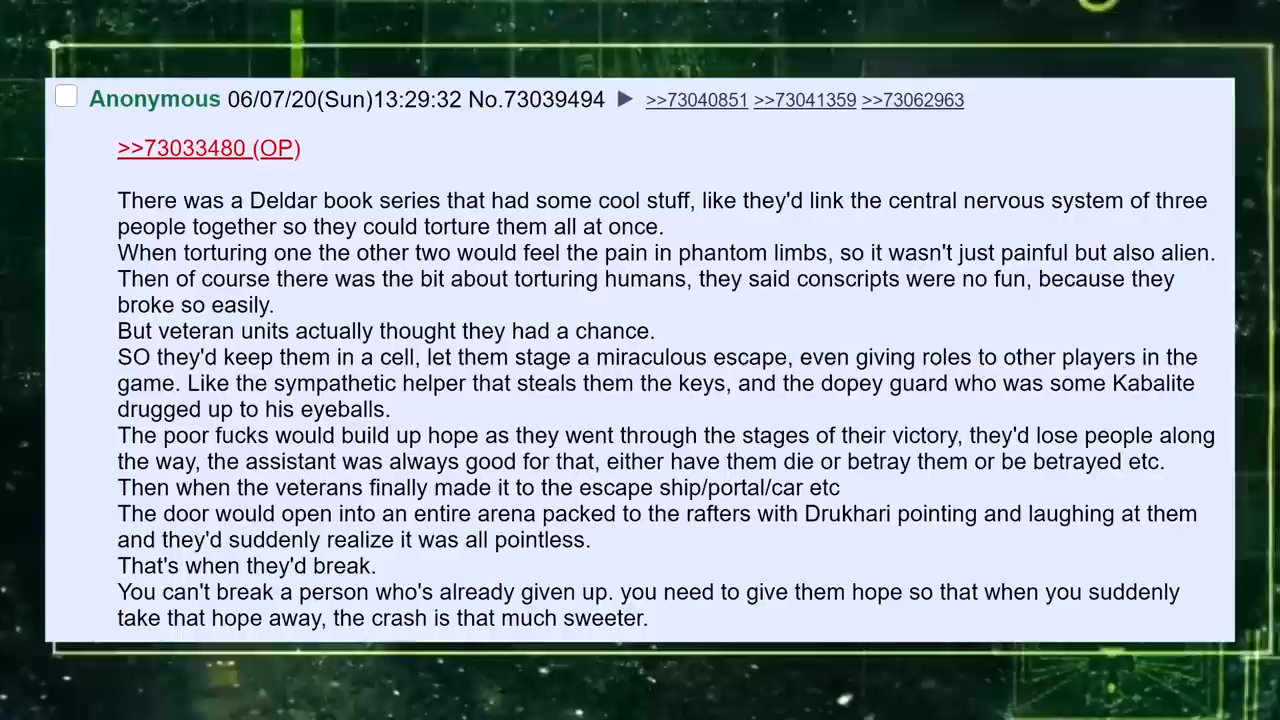 Anonymous 06/07/20(Sun)13:29:32 No.73039494 ▶ >>73040851 >>73041359 >>73062963
>>73033480 (OP)
There was a Deldar book series that had some cool stuff, like they'd link the central nervous system of three
people together so they could torture them all at once.
When torturing one the other two would feel the pain in phantom limbs, so it wasn't just painful but also alien.
Then of course there was the bit about torturing humans, they said conscripts were no fun, because they
broke so easily.
But veteran units actually thought they had a chance.
SO they'd keep them in a cell, let them stage a miraculous escape, even giving roles to other players in the
game. Like the sympathetic helper that steals them the keys, and the dopey guard who was some Kabalite
drugged up to his eyeballs.
The poor fucks would build up hope as they went through the stages of their victory, they'd lose people along
the way, the assistant was always good for that, either have them die or betray them or be betrayed etc.
Then when the veterans finally made it to the escape ship/portal/car etc
The door would open into an entire arena packed to the rafters with Drukhari pointing and laughing at them
and they'd suddenly realize it was all pointless.
That's when they'd break.
You can't break a person who's already given up. you need to give them hope so that when you suddenly
take that hope away, the crash is that much sweeter.